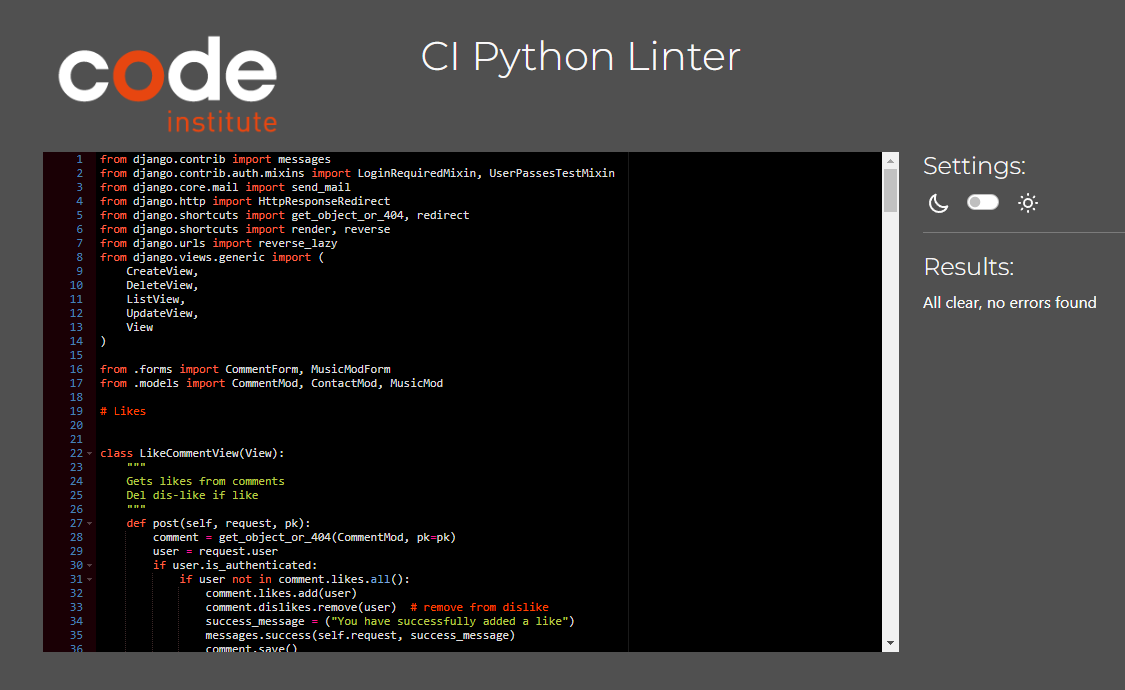 code
institute
CI Python Linter
1 from django.contrib import messages
2 from django.contrib.auth.mixins import LoginRequiredMixin, UserPassesTestMixin
3 from django.core.mail import send_mail
4 from django.http import HttpResponseRedirect
5 from django.shortcuts import get_object_or_404, redirect
6 from django.shortcuts import render, reverse
7 from django.urls import reverse_lazy
8 from django.views.generic import (
9     CreateView,
10     DeleteView,
11     ListView,
12     UpdateView,
13     View
14 )
15
16 from .forms import CommentForm, MusicModForm
17 from .models import CommentMod, ContactMod, MusicMod
18
19 # Likes
20
21
22 class LikeCommentView(View):
23     """
24     Gets likes from comments
25     Del dis-like if like
26     """
27     def post(self, request, pk):
28         comment = get_object_or_404(CommentMod, pk=pk)
29         user = request.user
30         if user.is_authenticated:
31             if user not in comment.likes.all():
32                 comment.likes.add(user)
33                 comment.dislikes.remove(user)  # remove from dislike
34                 success_message = ("You have successfully added a like")
35                 messages.success(self.request, success_message)
36                 comment.save()
Settings:
Results:
All clear, no errors found